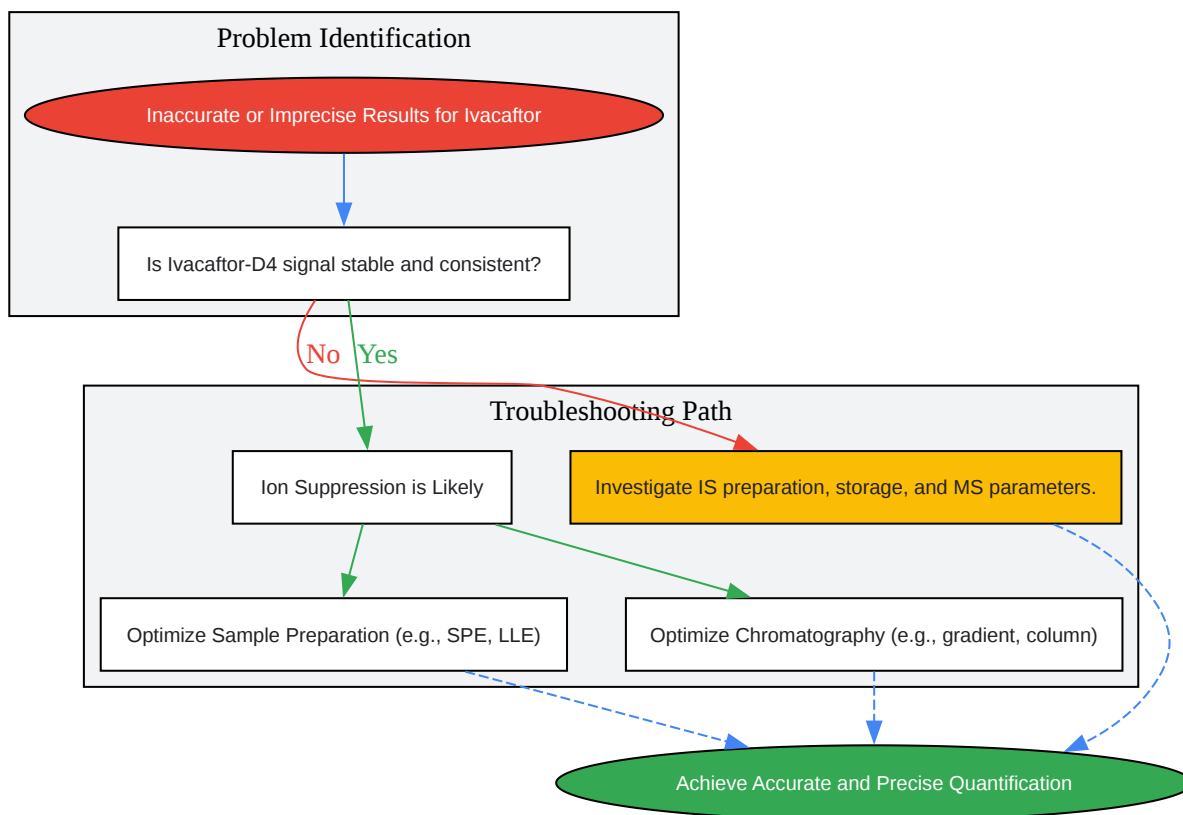 Problem Identification
Inaccurate or Imprecise Results for Ivacaftor
Is Ivacaftor-D4 signal stable and consistent?
No
Yes
Troubleshooting Path
Ion Suppression is Likely
Investigate IS preparation, storage, and MS parameters.
Optimize Sample Preparation (e.g., SPE, LLE)
Optimize Chromatography (e.g., gradient, column)
Achieve Accurate and Precise Quantification